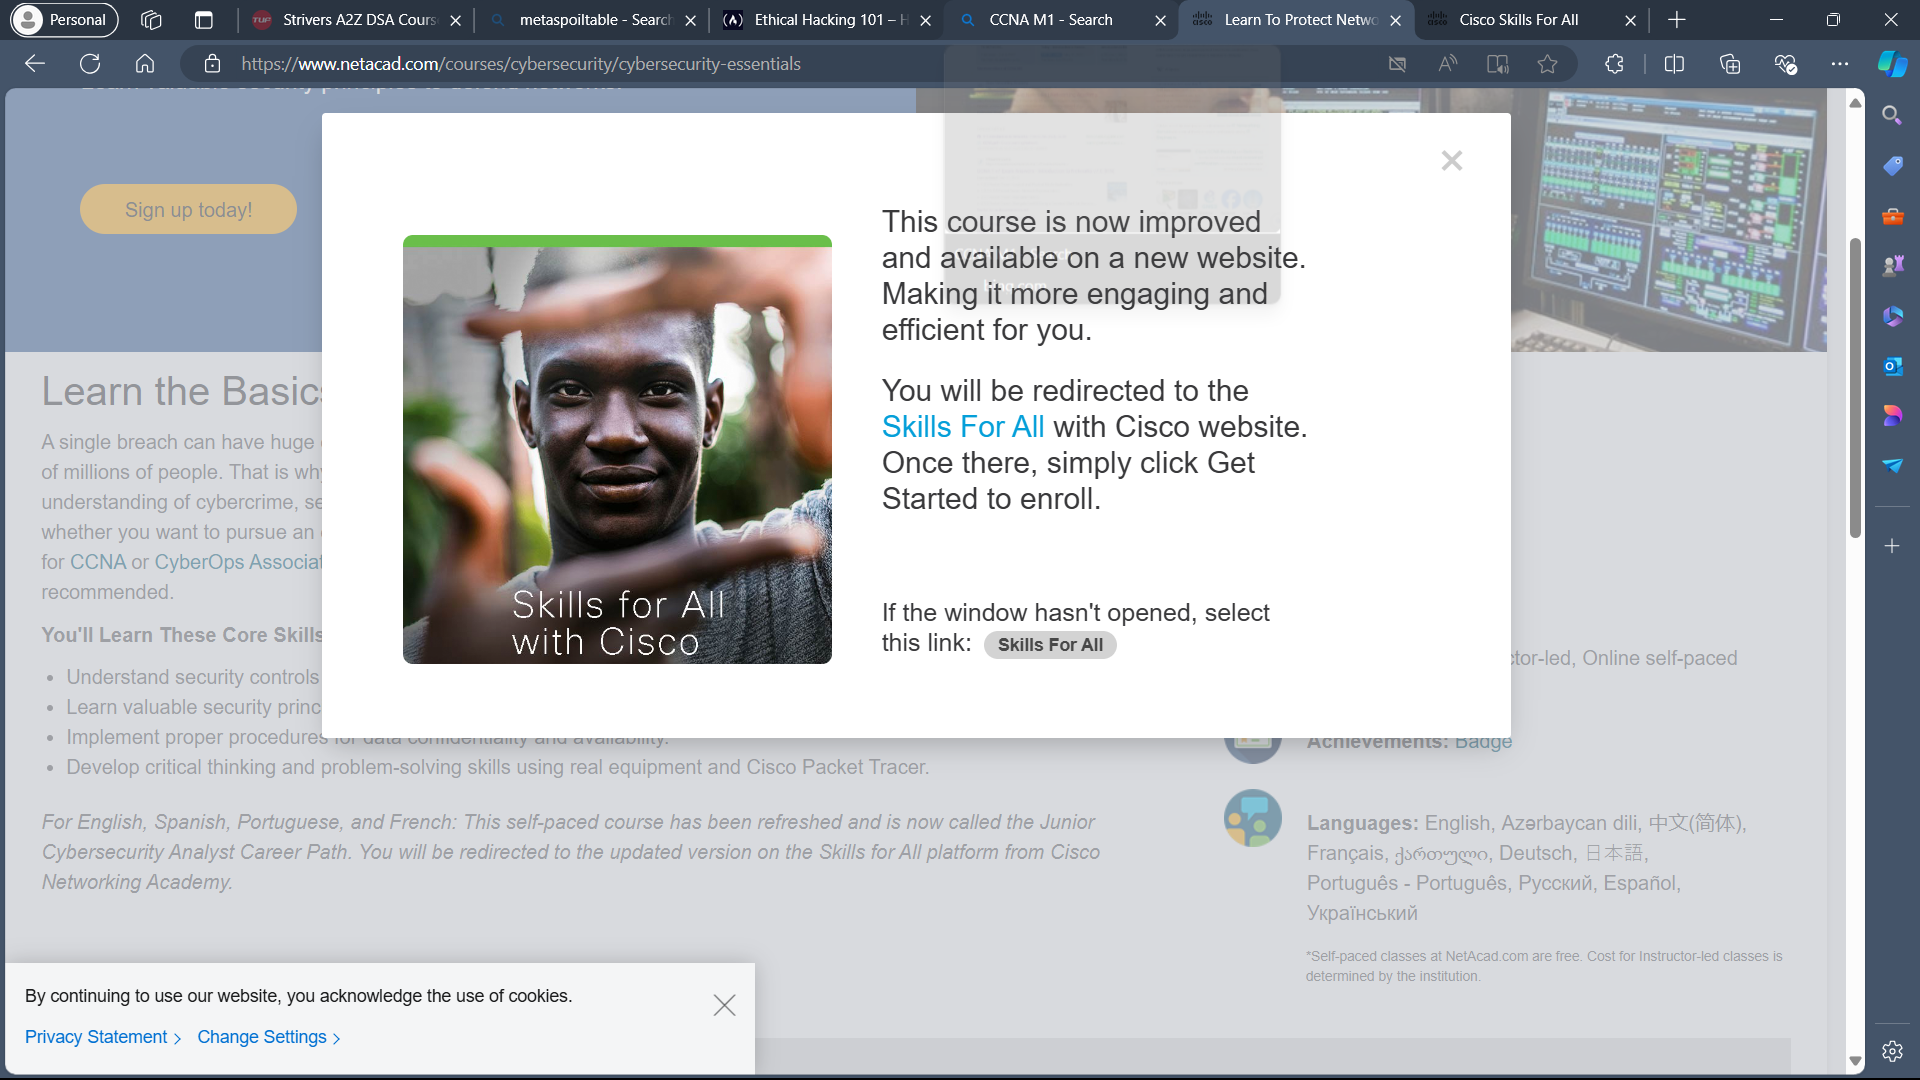 Personal
Strivers A2Z DSA Cours
metaspoiltable - Search
Ethical Hacking 101 – H
CCNA M1 - Search
Learn To Protect Netwo
Cisco Skills For All
https://www.netacad.com/courses/cybersecurity/cybersecurity-essentials
Sign up today!
This course is now improved
and available on a new website.
Making it more engaging and
efficient for you.
You will be redirected to the
Skills For All with Cisco website.
Once there, simply click Get
Started to enroll.
If the window hasn't opened, select
this link: Skills For All
Skills for All
with Cisco
Learn the Basics
A single breach can have huge
of millions of people. That is why
understanding of cybercrime, se
whether you want to pursue an
for CCNA or CyberOps Associat
recommended.
You'll Learn These Core Skills
• Understand security controls
• Learn valuable security princ
• Implement proper procedures for data confidentiality and availability.
• Develop critical thinking and problem-solving skills using real equipment and Cisco Packet Tracer.
For English, Spanish, Portuguese, and French: This self-paced course has been refreshed and is now called the Junior
Cybersecurity Analyst Career Path. You will be redirected to the updated version on the Skills for All platform from Cisco
Networking Academy.
tor-led, Online self-paced
Achievements: Badge
Languages: English, Azərbaycan dili, 中文(简体),
Français, ქართული, Deutsch, 日本語,
Português - Português, Русский, Español,
Український
*Self-paced classes at NetAcad.com are free. Cost for Instructor-led classes is
determined by the institution.
By continuing to use our website, you acknowledge the use of cookies.
Privacy Statement >
Change Settings >